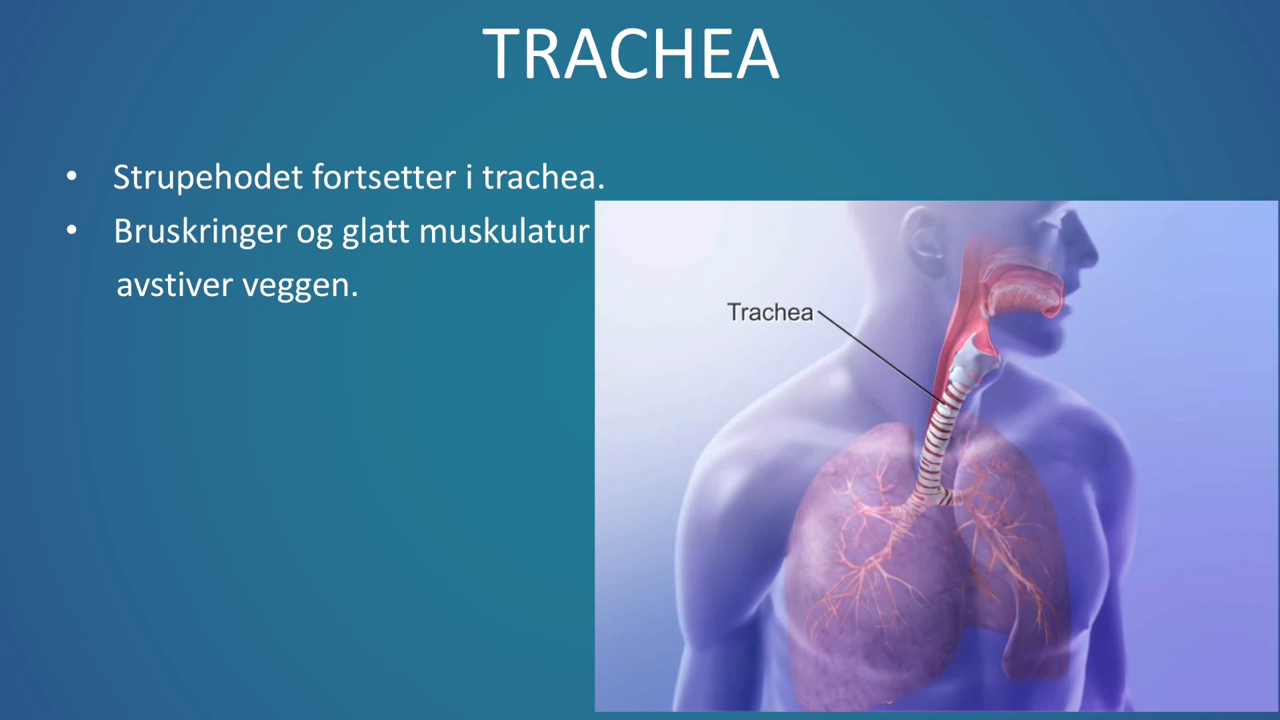 TRACHEA
• Strupehodet fortsetter i trachea.
• Bruskringer og glatt muskulatur
avstiver veggen.
Trachea